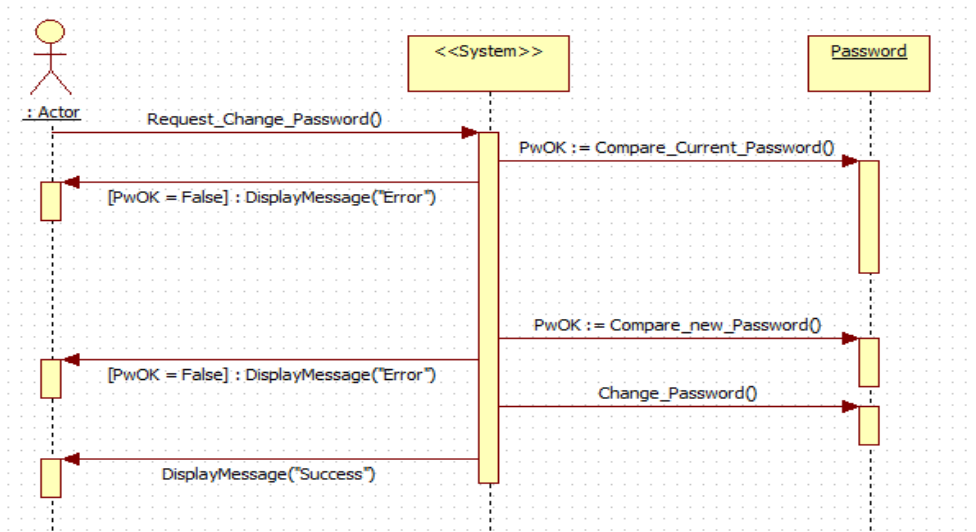 <<System>>
Password
: Actor
Request_Change_Password()
PwOK := Compare_Current_Password()
[PwOK = False] : DisplayMessage("Error")
PwOK := Compare_new_Password()
[PwOK = False] : DisplayMessage("Error")
Change_Password()
DisplayMessage("Success")